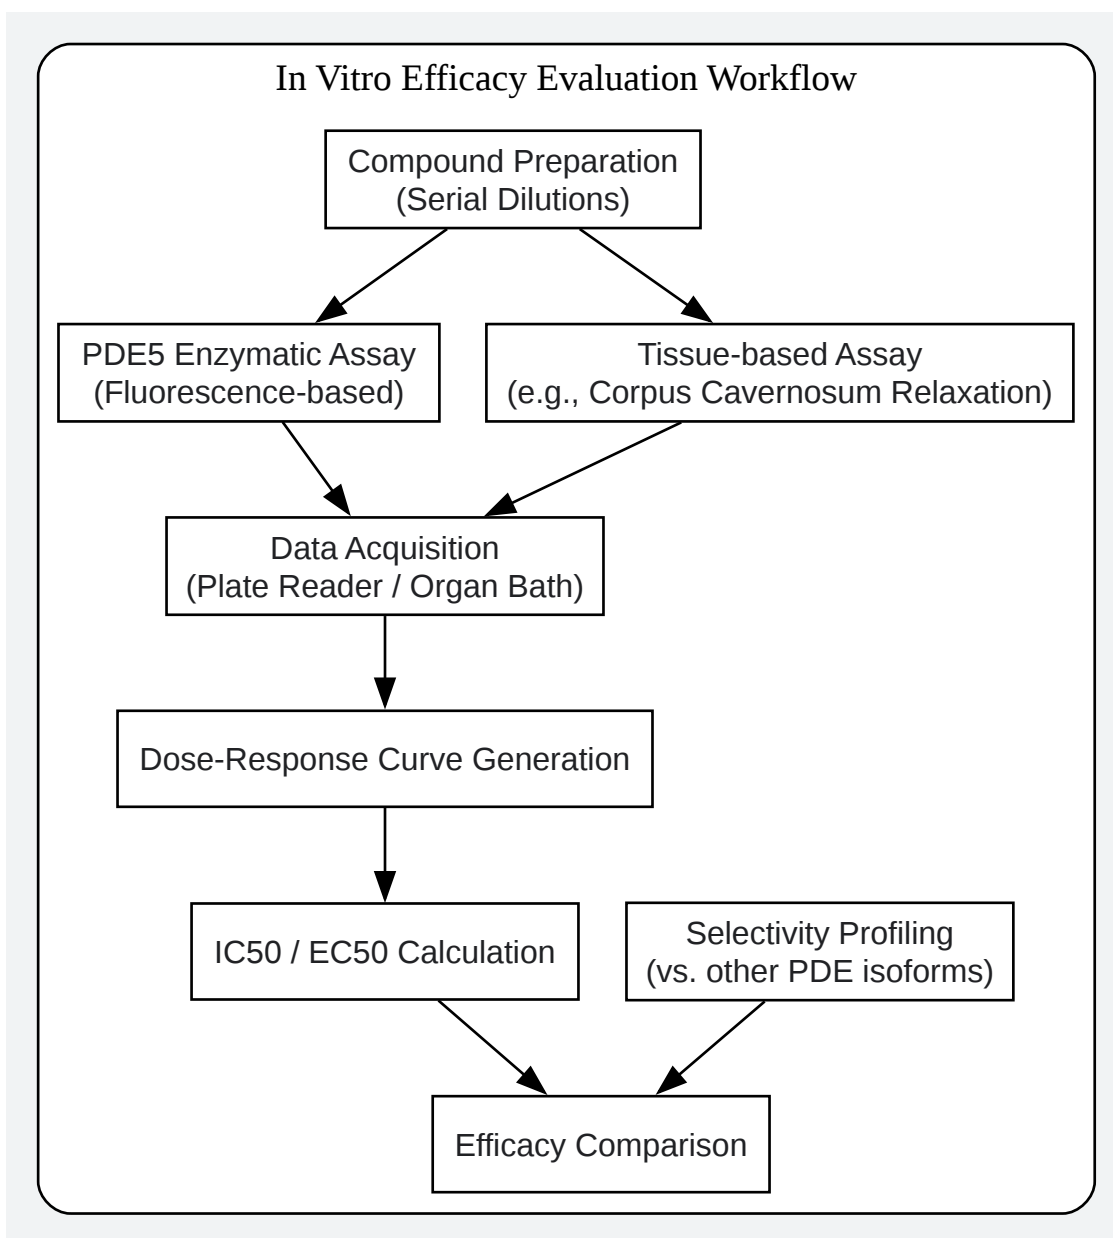 In Vitro Efficacy Evaluation Workflow
Compound Preparation
(Serial Dilutions)
PDE5 Enzymatic Assay
(Fluorescence-based)
Tissue-based Assay
(e.g., Corpus Cavernosum Relaxation)
Data Acquisition
(Plate Reader / Organ Bath)
Dose-Response Curve Generation
IC50 / EC50 Calculation
Selectivity Profiling
(vs. other PDE isoforms)
Efficacy Comparison